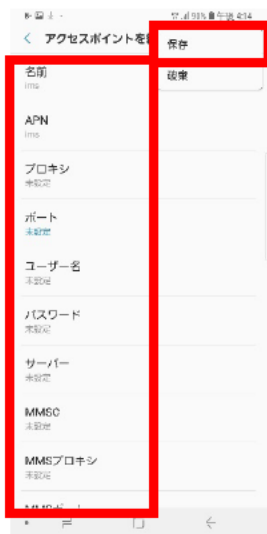 91% 午後 4:14
アクセスポイントを
保存
破棄
名前
ims
APN
ims
プロキシ
未設定
ポート
未設定
ユーザー名
未設定
パスワード
未設定
サーバー
未設定
MMSC
未設定
MMSプロキシ
未設定